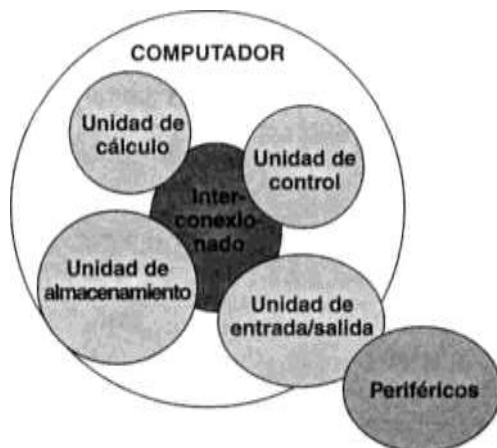 COMPUTADOR
Unidad de
cálculo
Unidad de
control
Inter-
conexio-
nado
Unidad de
almacenamiento
Unidad de
entrada/salida
Periféricos